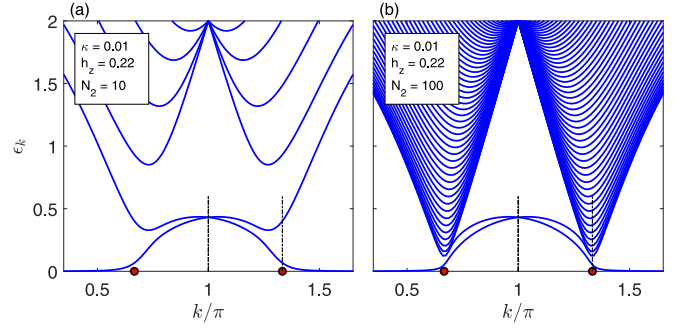 (a)
(b)
κ = 0.01
h_z = 0.22
N_2 = 10
κ = 0.01
h_z = 0.22
N_2 = 100
ϵ_k
2
1.5
1
0.5
0
0.5
1
1.5
0.5
1
1.5
k/π
k/π